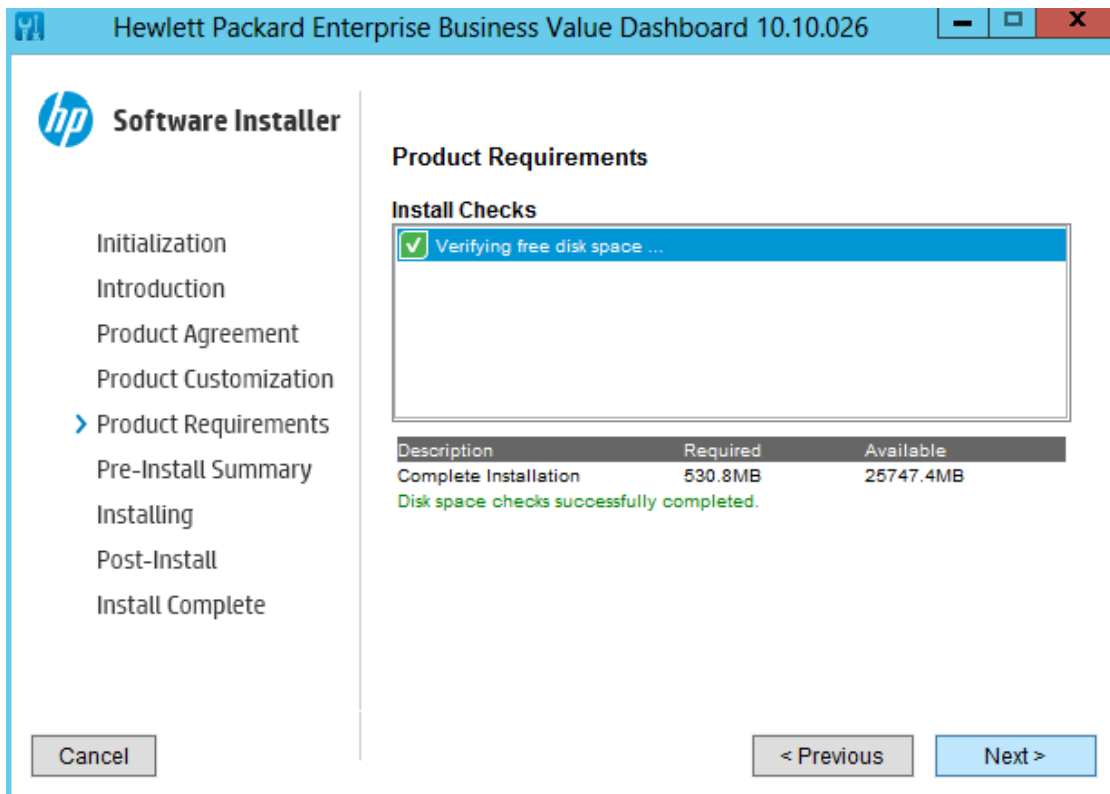 Hewlett Packard Enterprise Business Value Dashboard 10.10.026
hp
Software Installer
Initialization
Introduction
Product Agreement
Product Customization
Product Requirements
Pre-Install Summary
Installing
Post-Install
Install Complete
Product Requirements
Install Checks
Verifying free disk space ...
Description Required Available
Complete Installation 530.8MB 25747.4MB
Disk space checks successfully completed.
Cancel < Previous Next >